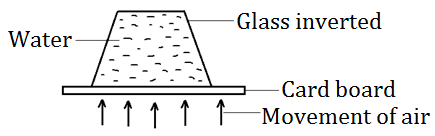 Glass inverted
Water
Card board
Movement of air